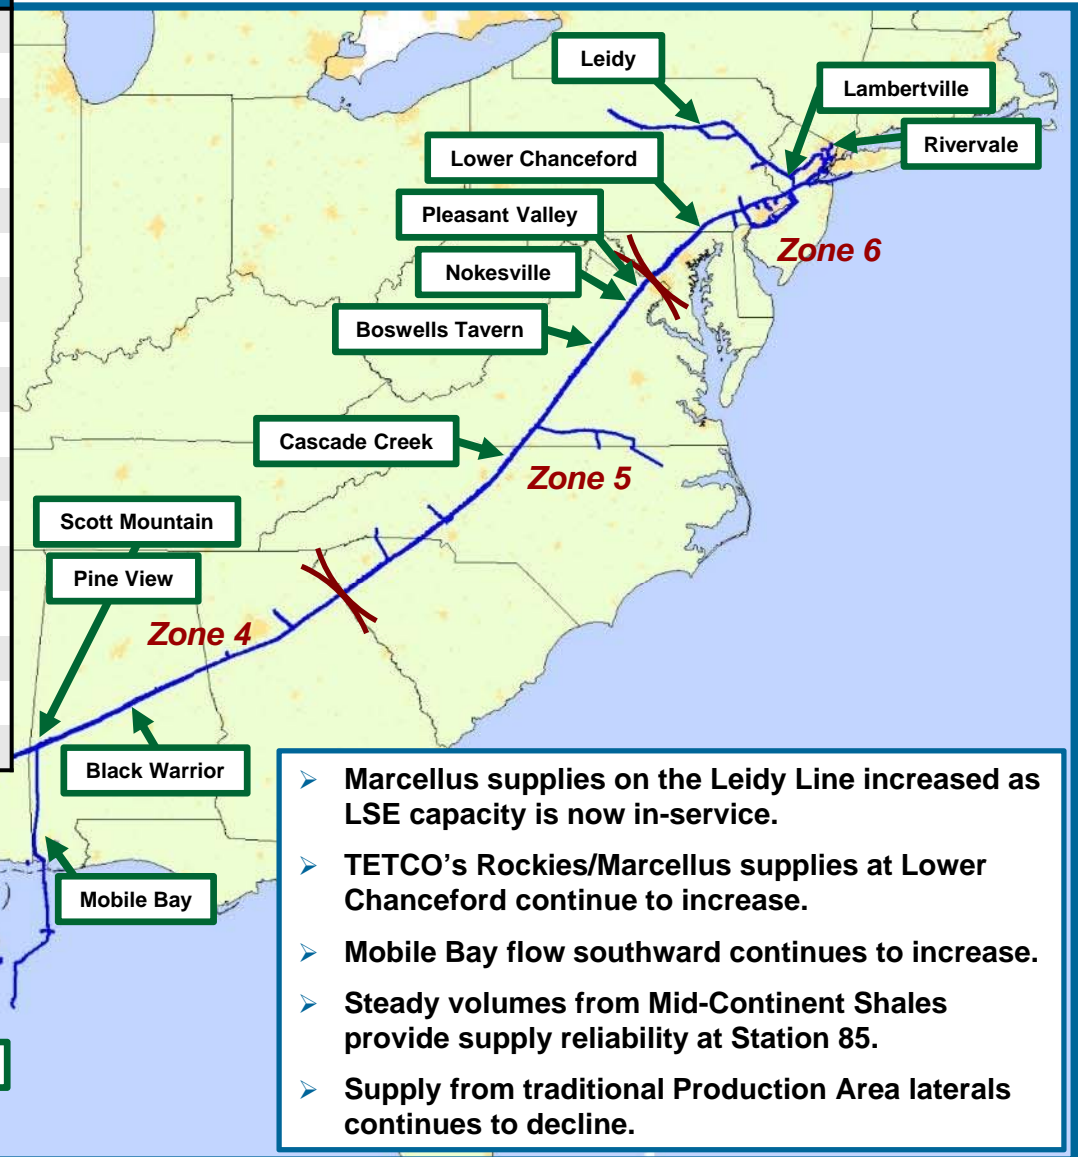 Leidy
Lambertville
Rivervale
Lower Chanceford
Pleasant Valley
Zone 6
Nokesville
Boswells Tavern
Cascade Creek
Zone 5
Scott Mountain
Pine View
Zone 4
Black Warrior
Mobile Bay
➢ Marcellus supplies on the Leidy Line increased as
LSE capacity is now in-service.
➢ TETCO's Rockies/Marcellus supplies at Lower
Chanceford continue to increase.
➢ Mobile Bay flow southward continues to increase.
➢ Steady volumes from Mid-Continent Shales
provide supply reliability at Station 85.
➢ Supply from traditional Production Area laterals
continues to decline.